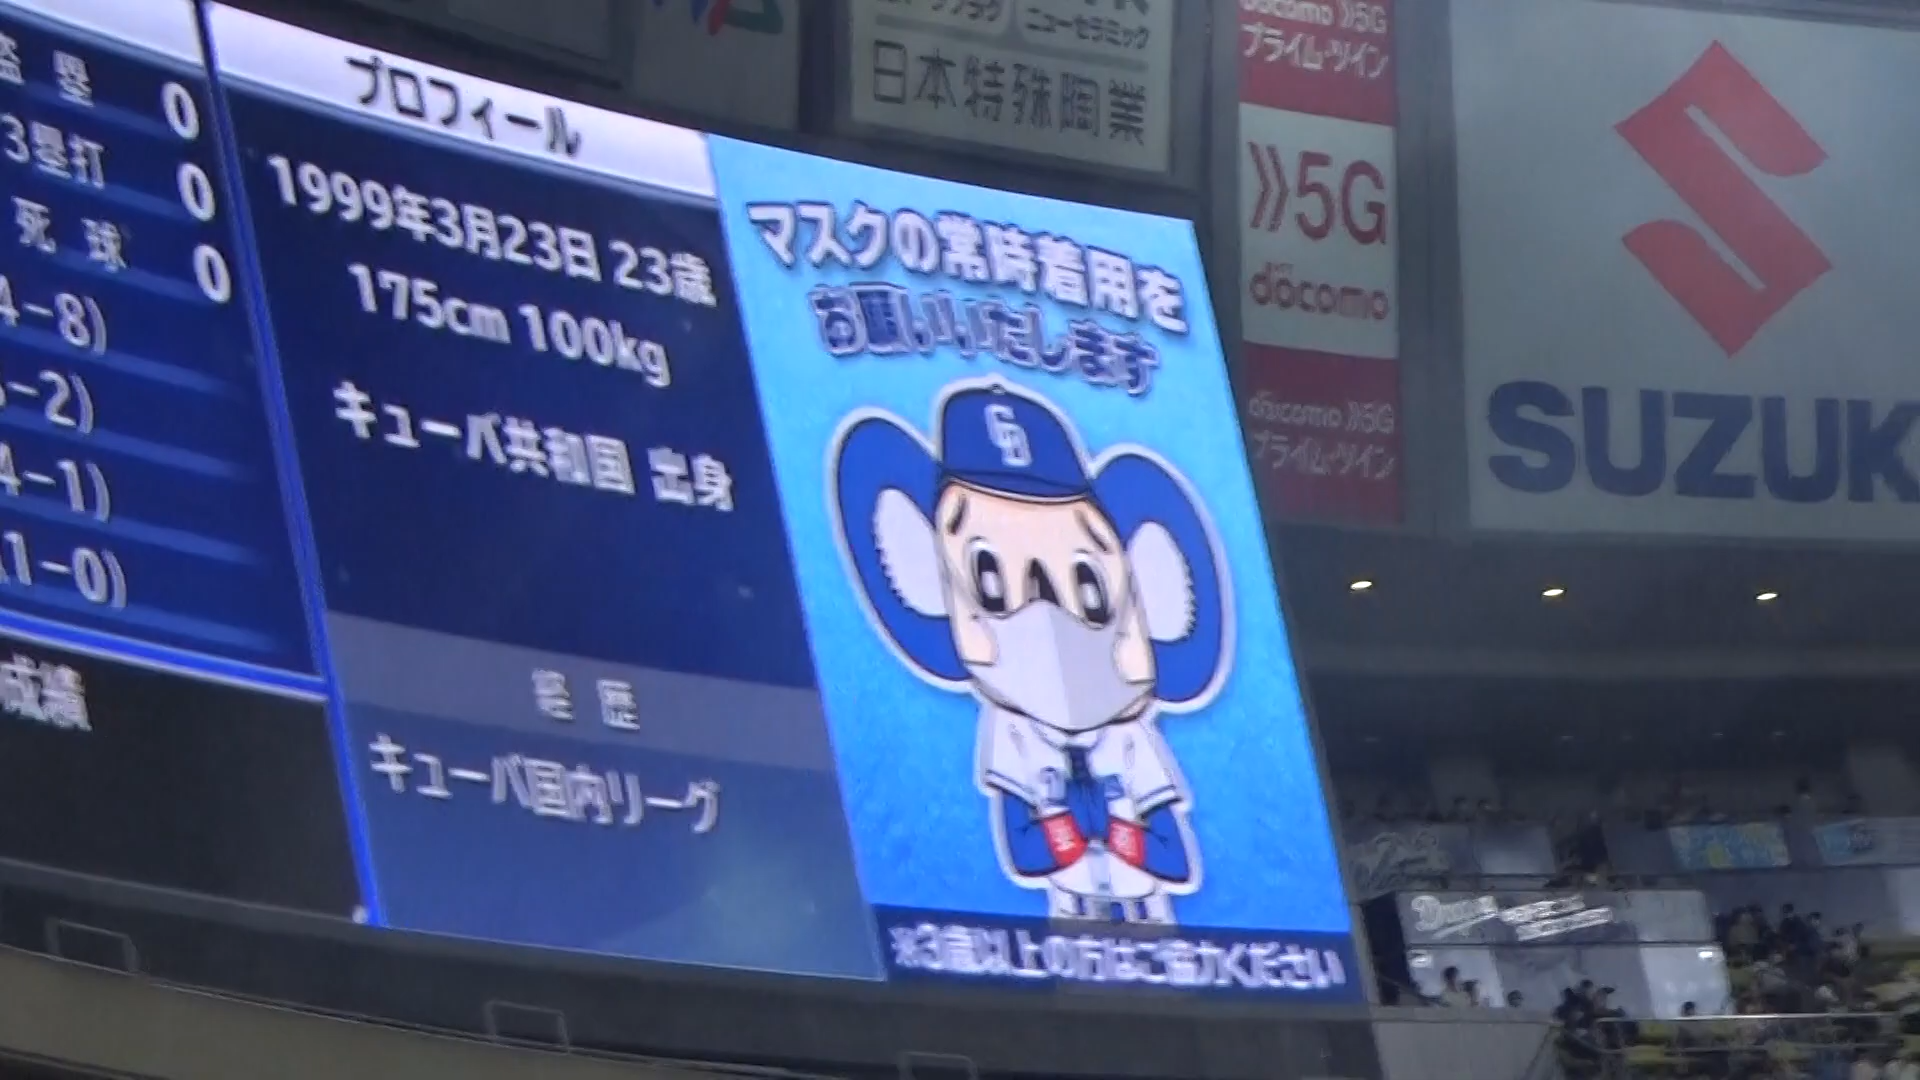 盗塁 0
3塁打 0
死球 0
4-8)
-2)
4-1)
1-0)
成績
プロフィール
1999年3月23日 23歳
175cm 100kg
キューバ共和国 出身
経歴
キューバ国内リーグ
マスクの常時着用を
お願いいたします
CD
※3歳以上の方はご協力ください
ニューセラミック
日本特殊陶業
docomo 5G
プライム・ツイン
5G
docomo
docomo 5G
プライム・ツイン
SUZUK